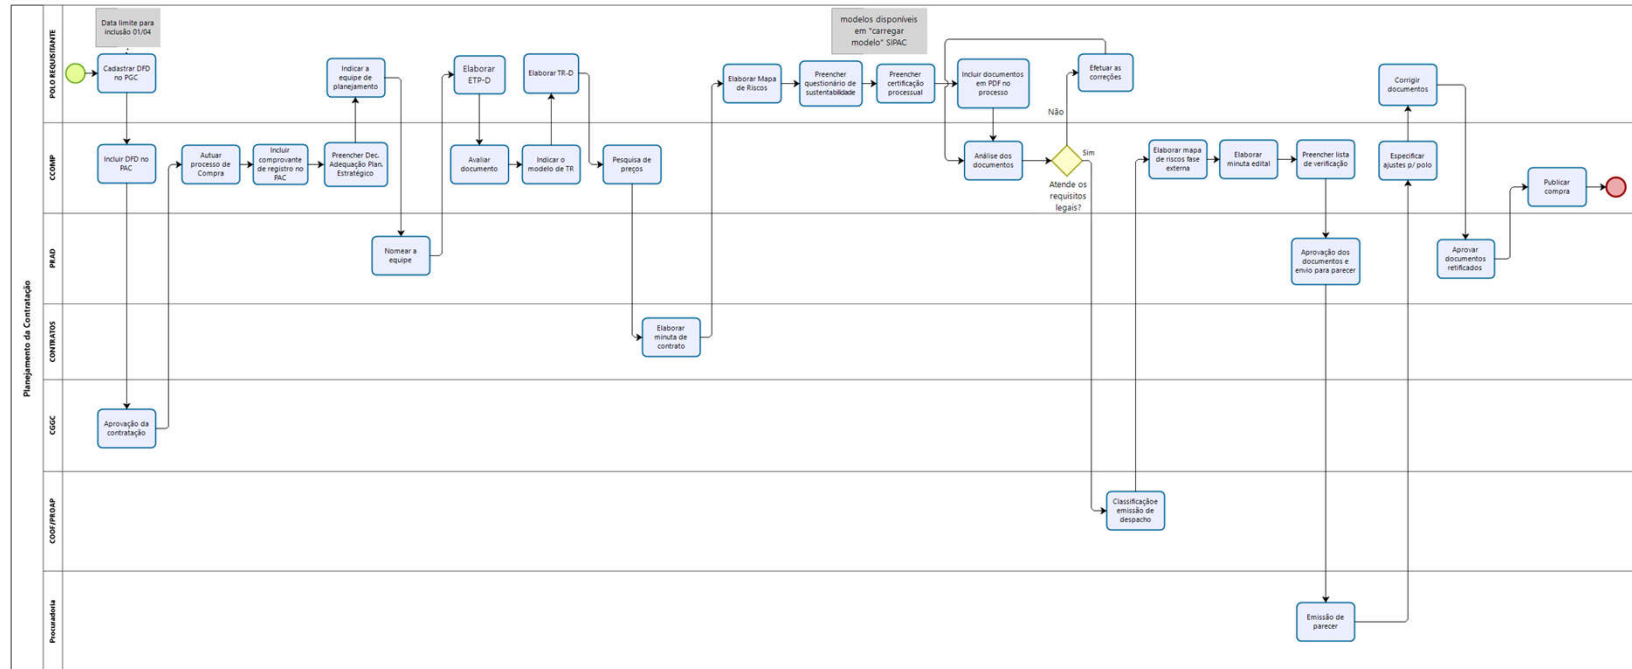 Planejamento da Contratação
POLO REQUISITANTE
Data limite para
inclusão 01/04
Cadastrar DFD
no PGC
Indicar a
equipe de
planejamento
Elaborar
ETP-D
Elaborar TR-D
Elaborar Mapa
de Riscos
Preencher
questionário de
sustentabilidade
Preencher
certificação
processual
modelos disponíveis
em "carregar
modelo" SIPAC
Incluir documentos
em PDF no
processo
Efetuar as
correções
Corrigir
documentos
CCOMP
Incluir DFD no
PAC
Autuar
processo de
Compra
Incluir
comprovante
de registro no
PAC
Preencher Dec.
Adequação Plan.
Estratégico
Avaliar
documento
Indicar o
modelo de TR
Pesquisa de
preços
Análise dos
documentos
Não
Sim
Atende os
requisitos
legais?
Elaborar mapa
de riscos fase
externa
Elaborar
minuta edital
Preencher lista
de verificação
Especificar
ajustes p/ polo
Publicar
compra
PRAD
Nomear a
equipe
Aprovação dos
documentos e
envio para parecer
Aprovar
documentos
retificados
CONTRATOS
Elaborar
minuta de
contrato
CGGC
Aprovação da
contratação
COOF/PROAP
Classificaçãoe
emissão de
despacho
Procuradoria
Emissão de
parecer